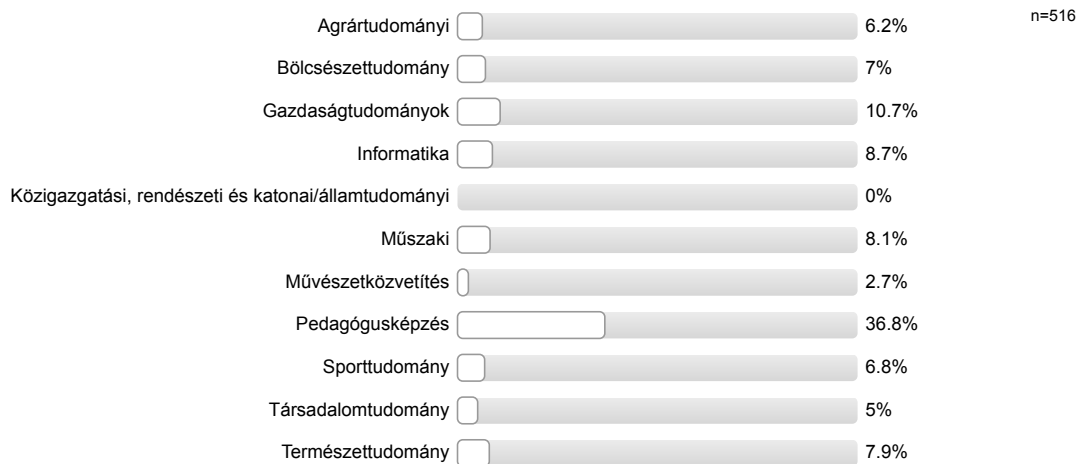 n=516
Agrártudományi 6.2%
Bölcsészettudomány 7%
Gazdaságtudományok 10.7%
Informatika 8.7%
Közigazgatási, rendészeti és katonai/államtudományi 0%
Műszaki 8.1%
Művészetközvetítés 2.7%
Pedagógusképzés 36.8%
Sporttudomány 6.8%
Társadalomtudomány 5%
Természettudomány 7.9%